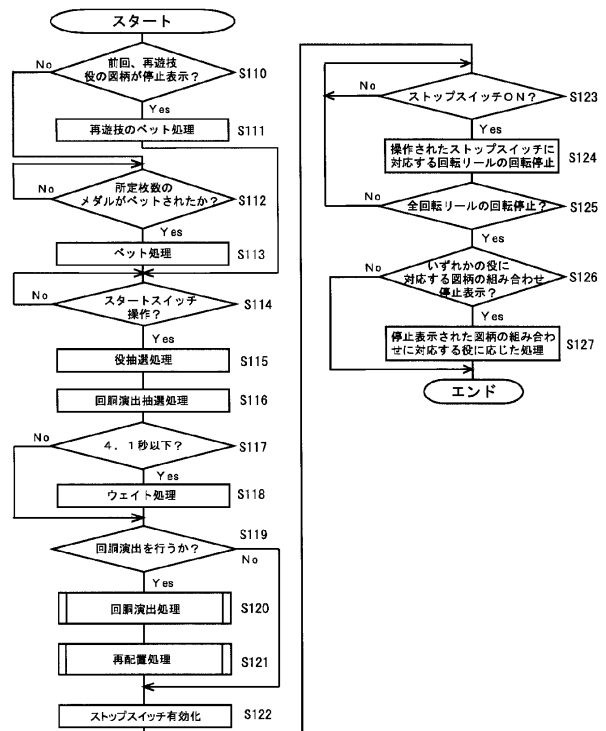 スタート
前回、再遊技
役の図柄が停止表示？
No
S110
Yes
再遊技のベット処理
S111
所定枚数の
メダルがベットされたか？
No
S112
Yes
ベット処理
S113
スタートスイッチ
操作？
No
S114
Yes
役抽選処理
S115
回胴演出抽選処理
S116
No
４．１秒以下？
S117
Yes
ウェイト処理
S118
S119
回胴演出を行うか？
No
Yes
回胴演出処理
S120
再配置処理
S121
ストップスイッチ有効化
S122
ストップスイッチＯＮ？
No
S123
Yes
操作されたストップスイッチに
対応する回転リールの回転停止
S124
No
全回転リールの回転停止？
S125
Yes
いずれかの役に
対応する図柄の組み合わせ
停止表示？
No
S126
Yes
停止表示された図柄の組み合わ
せに対応する役に応じた処理
S127
エンド